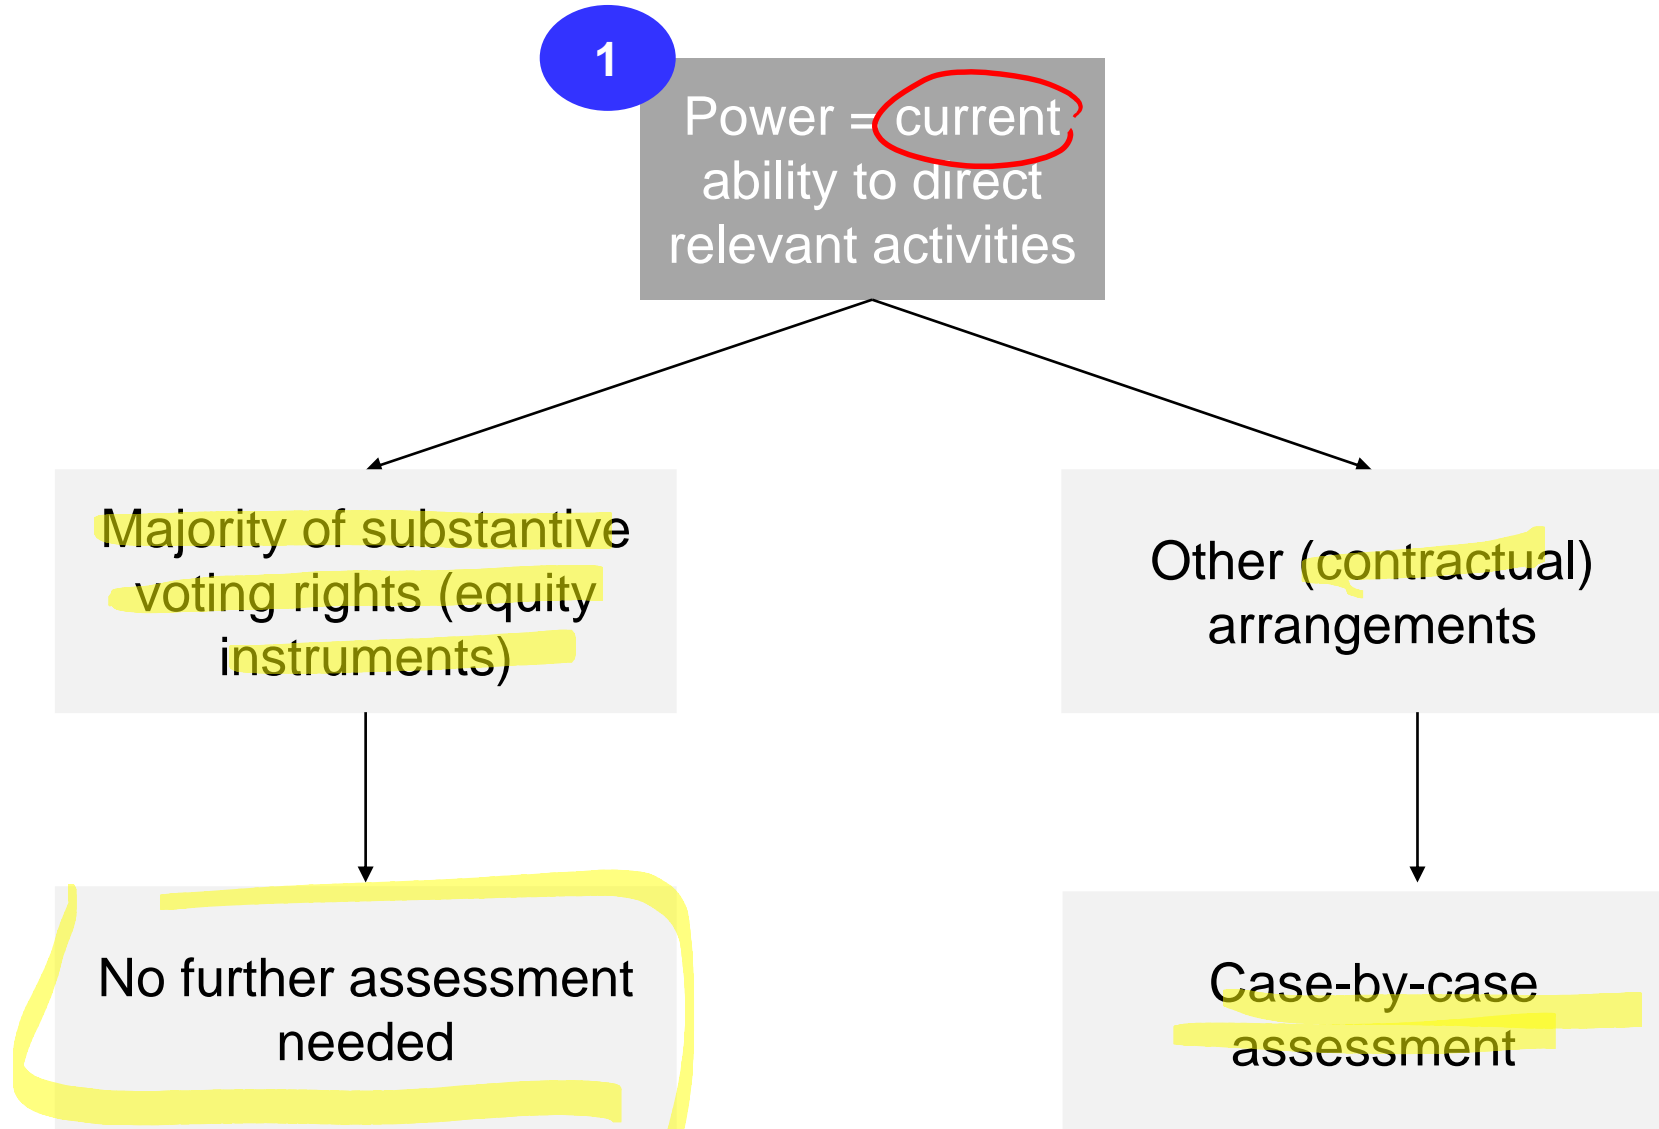 1
Power = current
ability to direct
relevant activities
Majority of substantive
voting rights (equity
instruments)
Other (contractual)
arrangements
No further assessment
needed
Case-by-case
assessment